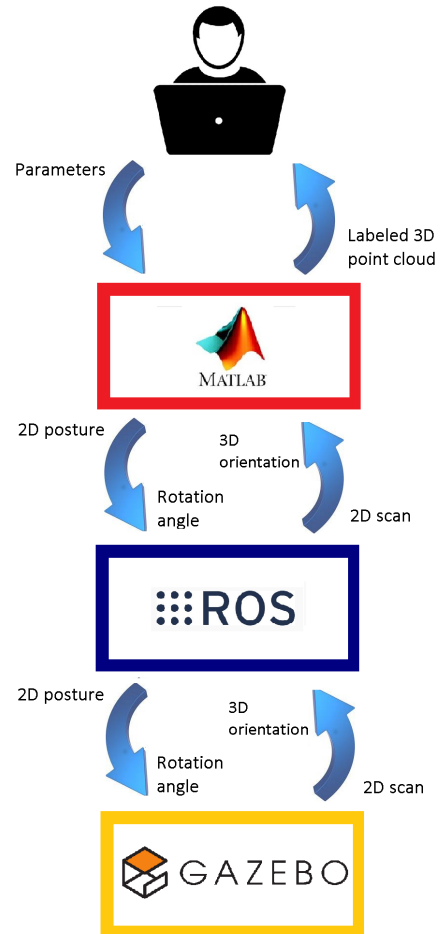 Parameters
Labeled 3D
point cloud
MATLAB
2D posture
3D
orientation
Rotation
angle
2D scan
ROS
2D posture
3D
orientation
Rotation
angle
2D scan
GAZEBO